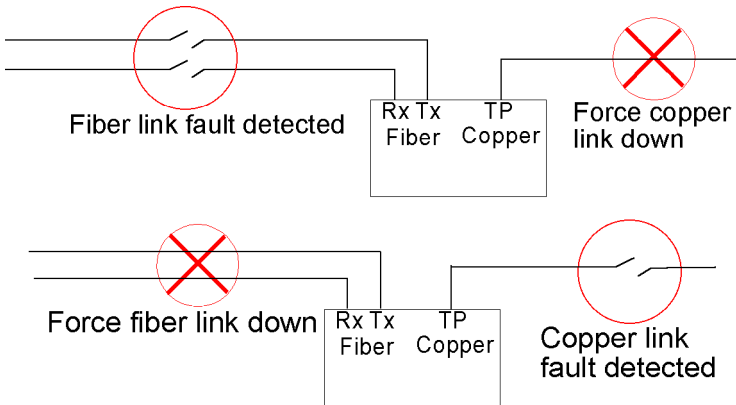 Fiber link fault detected
Rx Tx TP
Fiber Copper
Force copper
link down
Force fiber link down
Rx Tx TP
Fiber Copper
Copper link
fault detected